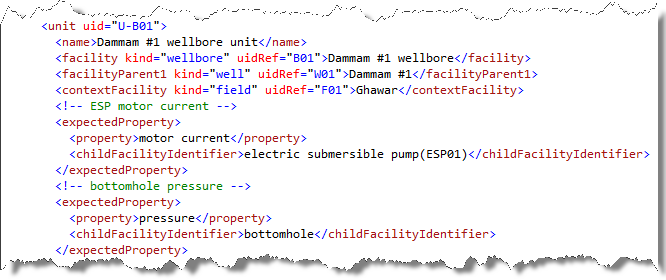 <unit uid="U-B01">
<name>Dammam #1 wellbore unit</name>
<facility kind="wellbore" uidRef="B01">Dammam #1 wellbore</facility>
<facilityParent1 kind="well" uidRef="W01">Dammam #1</facilityParent1>
<contextFacility kind="field" uidRef="F01">Ghawar</contextFacility>
<!-- ESP motor current -->
<expectedProperty>
<property>motor current</property>
<childFacilityIdentifier>electric submersible pump(ESP01)</childFacilityIdentifier>
</expectedProperty>
<!-- bottomhole pressure -->
<expectedProperty>
<property>pressure</property>
<childFacilityIdentifier>bottomhole</childFacilityIdentifier>
</expectedProperty>